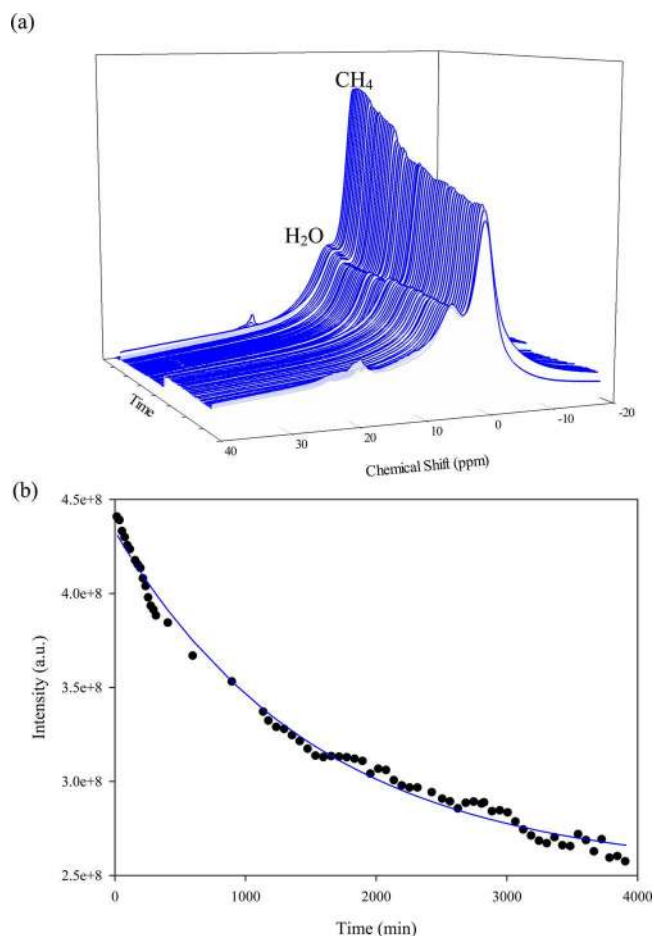 (a)
CH4
H2O
Time
40
30
20
10
0
-10
-20
Chemical Shift (ppm)
(b)
4.5e+8
4.0e+8
3.5e+8
3.0e+8
2.5e+8
Intensity (a.u.)
0
1000
2000
3000
4000
Time (min)